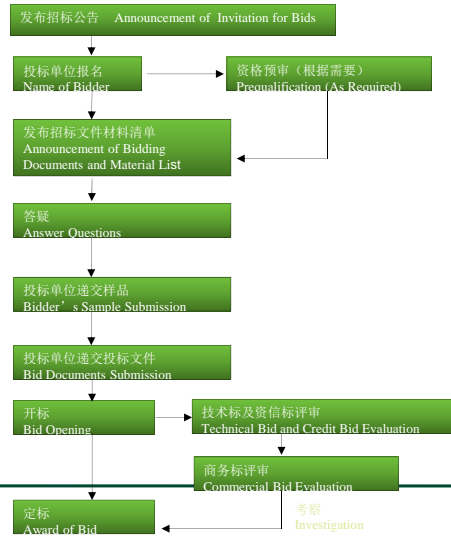 发布招标公告 Announcement of Invitation for Bids
投标单位报名
Name of Bidder
资格预审（根据需要）
Prequalification (As Required)
发布招标文件材料清单
Announcement of Bidding
Documents and Material List
答疑
Answer Questions
投标单位递交样品
Bidder’s Sample Submission
投标单位递交投标文件
Bid Documents Submission
开标
Bid Opening
技术标及资信标评审
Technical Bid and Credit Bid Evaluation
商务标评审
Commercial Bid Evaluation
考察
Investigation
定标
Award of Bid